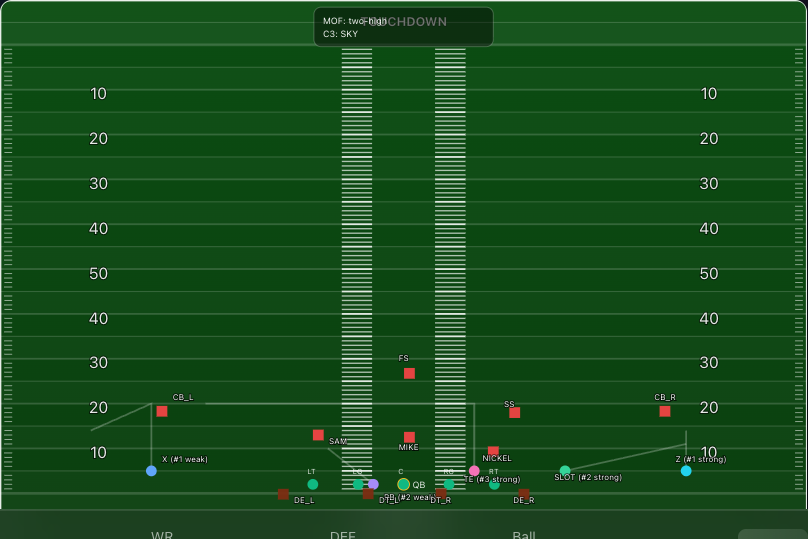 TOUCHDOWN
MOF: two-high
C3: SKY
10 10
20 20
30 30
40 40
50 50
40 40
30 FS 30
CB_L CB_R
20 SS 20
SAM
MIKE
10 10
X (#1 weak) NICKEL Z (#1 strong)
LT LG C RG RT
TE (#3 strong) SLOT (#2 strong)
QB
DE_L DT_L RB (#2 weak) DT_R DE_R
WR DEF Ball